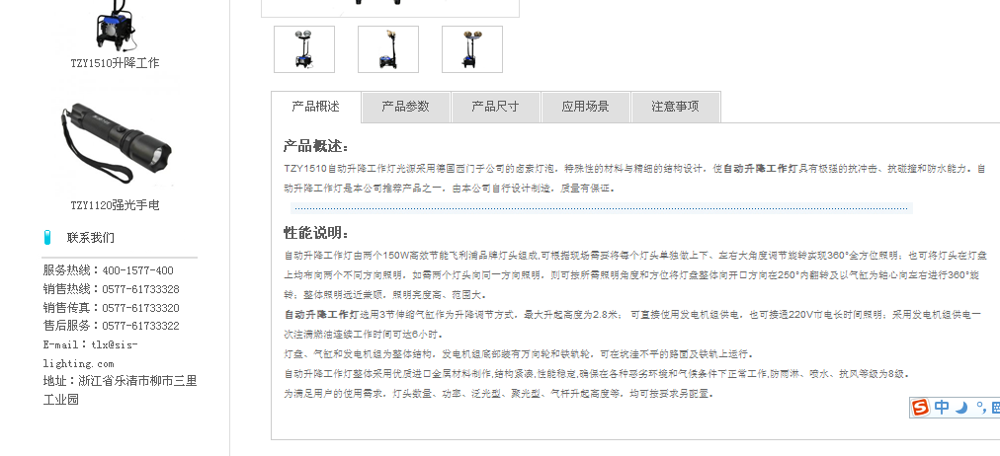 TZY1510升降工作
TZY1120强光手电
联系我们
服务热线：400-1577-400
销售热线：0577-61733328
销售传真：0577-61733320
售后服务：0577-61733322
E-mail：tlx@sis-
lighting.com
地址：浙江省乐清市柳市三里
工业园
产品概述 产品参数 产品尺寸 应用场景 注意事项
产品概述：
TZY1510自动升降工作灯光源采用德国西门子公司的卤素灯泡，特殊性的材料与精细的结构设计，使自动升降工作灯具有极强的抗冲击、抗碰撞和防水能力。自
动升降工作灯是本公司推荐产品之一，由本公司自行设计制造，质量有保证。
性能说明：
自动升降工作灯由两个150W高效节能飞利浦品牌灯头组成,可根据现场需要将每个灯头单独做上下、左右大角度调节能转实现360°全方位照明；也可将灯头在灯盘
上均布向两个不同方向照明，如需两个灯头向同一方向照明，则可按所需照明角度和方位将灯盘整体向开口方向在250°内翻转及以气缸为轴心向左右进行360°旋
转；整体照明远近兼顾，照明亮度高、范围大。
自动升降工作灯选用3节伸缩气缸作为升降调节方式，最大升起高度为2.8米； 可直接使用发电机组供电，也可接通220V市电长时间照明；采用发电机组供电一
次注满燃油连续工作时间可达6小时。
灯盘、气缸和发电机组为整体结构，发电机组底部装有万向轮和铁轨轮，可在坑洼不平的路面及铁轨上运行。
自动升降工作灯整体采用优质进口金属材料制作,结构紧凑,性能稳定,确保在各种恶劣环境和气候条件下正常工作,防雨淋、喷水、抗风等级为8级。
为满足用户的使用需求，灯头数量、功率、泛光型、聚光型、气杆升起高度等，均可按要求另配置。
中